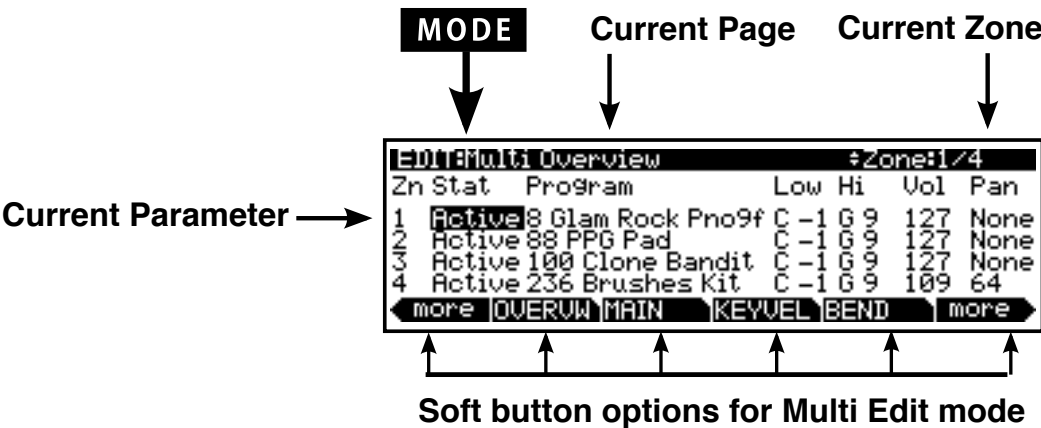 MODE
Current Page
Current Zone
EDIT:Multi Overview ♦Zone:1/4
Zn Stat Program Low Hi Vol Pan
Current Parameter
1 Active 8 Glam Rock Pno9f C -1 G 9 127 None
2 Active 88 PPG Pad C -1 G 9 127 None
3 Active 100 Clone Bandit C -1 G 9 127 None
4 Active 236 Brushes Kit C -1 G 9 109 64
more OVERVW MAIN KEYVEL BEND more
Soft button options for Multi Edit mode